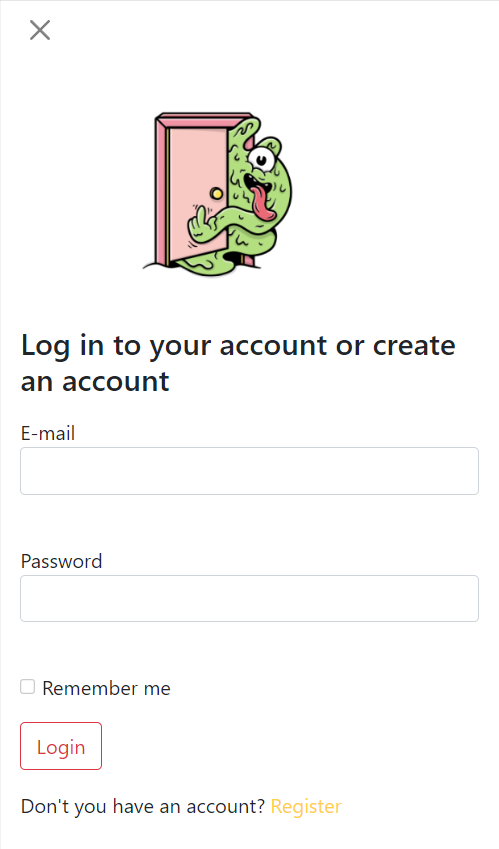 Log in to your account or create
an account
E-mail
Password
Remember me
Login
Don't you have an account? Register